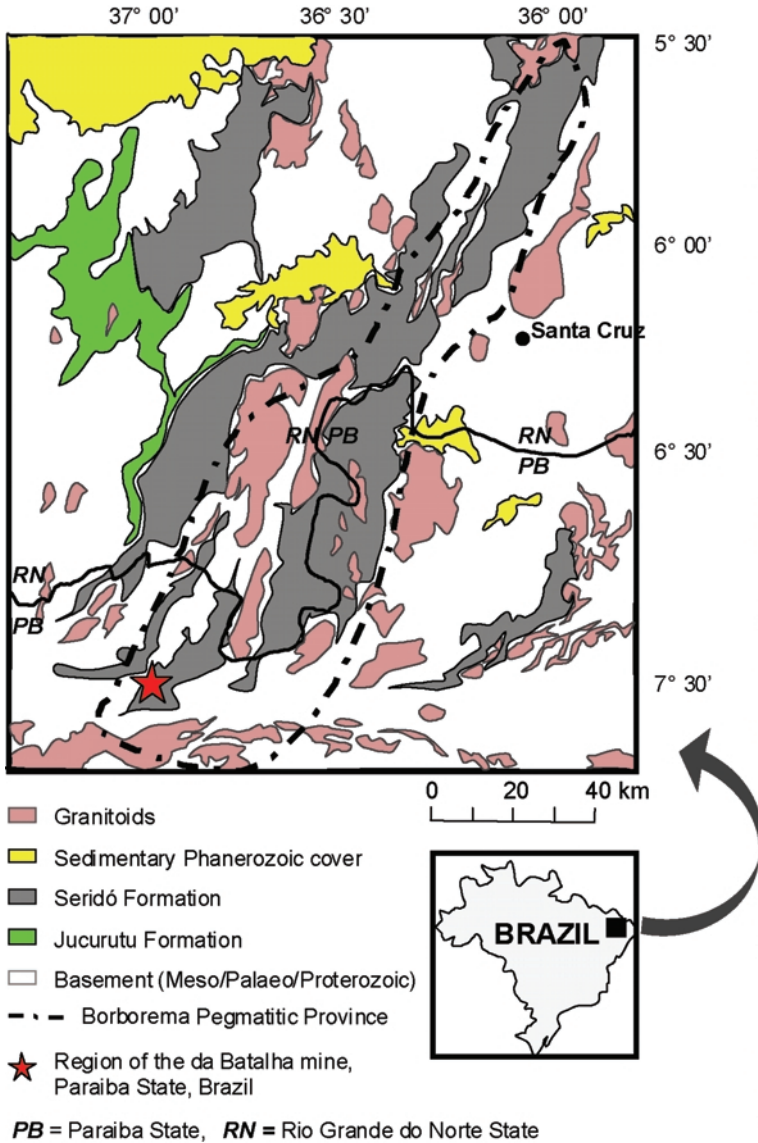 37° 00' 36° 30' 36° 00'
5° 30'
6° 00'
Santa Cruz
RN PB
RN
PB
6° 30'
RN
PB
7° 30'
0 20 40 km
Granitoids
Sedimentary Phanerozoic cover
Seridó Formation
Jucurutu Formation
BRAZIL
Basement (Meso/Palaeo/Proterozoic)
Borborema Pegmatitic Province
Region of the da Batalha mine,
Paraiba State, Brazil
PB = Paraiba State, RN = Rio Grande do Norte State